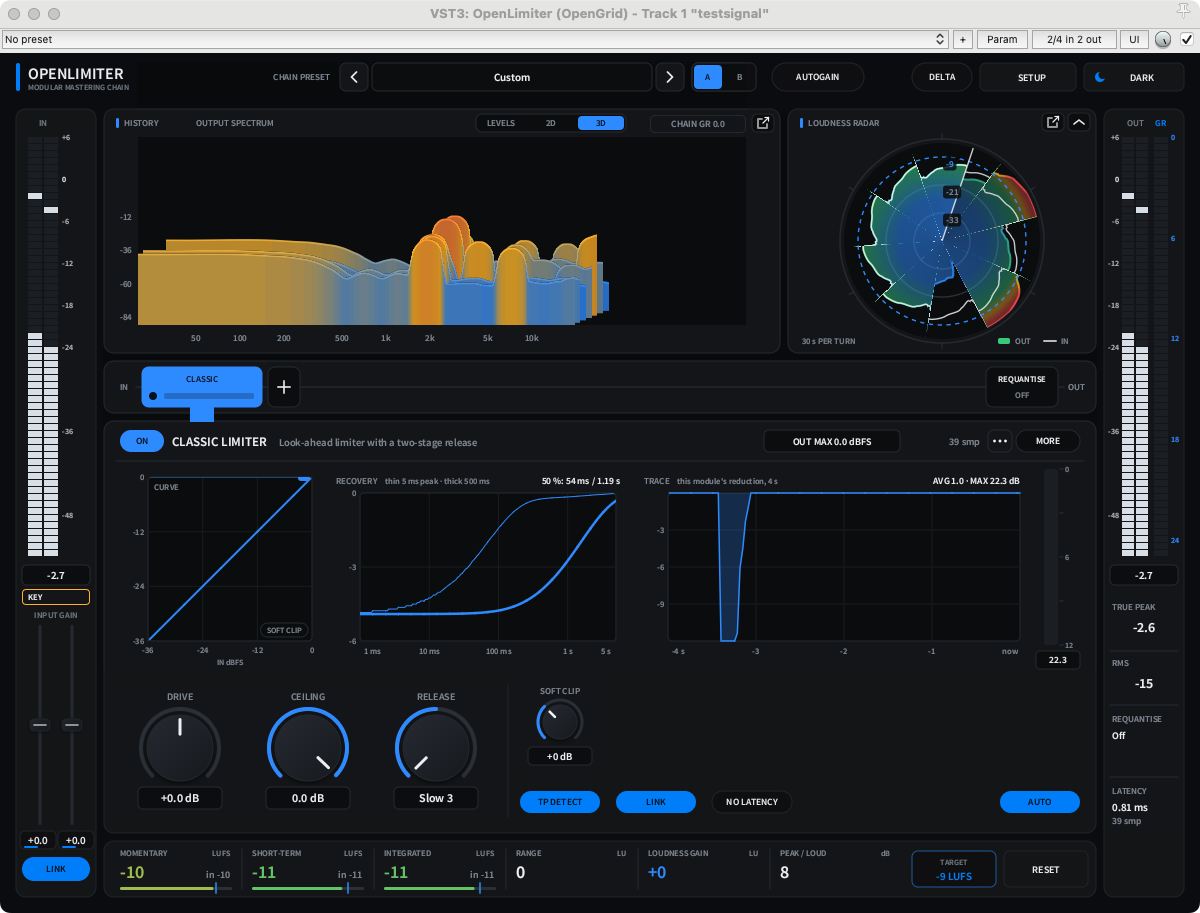 VST3: OpenLimiter (OpenGrid) - Track 1 "testsignal"
No preset
+
Param
2/4 in 2 out
UI
OPENLIMITER
MODULAR MASTERING CHAIN
CHAIN PRESET
Custom
A
B
AUTOGAIN
DELTA
SETUP
DARK
IN
+6
0
-6
-12
-18
-24
-36
-48
-2.7
KEY
INPUT GAIN
+0.0
+0.0
LINK
HISTORY
OUTPUT SPECTRUM
LEVELS
2D
3D
CHAIN GR 0.0
-12
-36
-60
-84
50
100
200
500
1k
2k
5k
10k
LOUDNESS RADAR
-9
-21
-33
30 s PER TURN
OUT
IN
IN
CLASSIC
+
REQUANTISE
OFF
OUT
ON
CLASSIC LIMITER
Look-ahead limiter with a two-stage release
OUT MAX 0.0 dBFS
39 smp
•••
MORE
CURVE
0
-12
-24
-36
-36
-24
-12
0
IN dBFS
SOFT CLIP
RECOVERY
thin 5 ms peak · thick 500 ms
50 %: 54 ms / 1.19 s
0
-3
-6
1 ms
10 ms
100 ms
1 s
5 s
TRACE
this module's reduction, 4 s
AVG 1.0 · MAX 22.3 dB
-3
-6
-9
-4 s
-3
-2
-1
now
0
6
12
22.3
DRIVE
+0.0 dB
CEILING
0.0 dB
RELEASE
Slow 3
SOFT CLIP
+0 dB
TP DETECT
LINK
NO LATENCY
AUTO
MOMENTARY
LUFS
-10
in -10
SHORT-TERM
LUFS
-11
in -11
INTEGRATED
LUFS
-11
in -11
RANGE
LU
0
LOUDNESS GAIN
LU
+0
PEAK / LOUD
dB
8
TARGET
-9 LUFS
RESET
OUT
GR
+6
0
-6
-12
-18
-24
-36
-48
0
6
12
18
24
-2.7
TRUE PEAK
-2.6
RMS
-15
REQUANTISE
Off
LATENCY
0.81 ms
39 smp